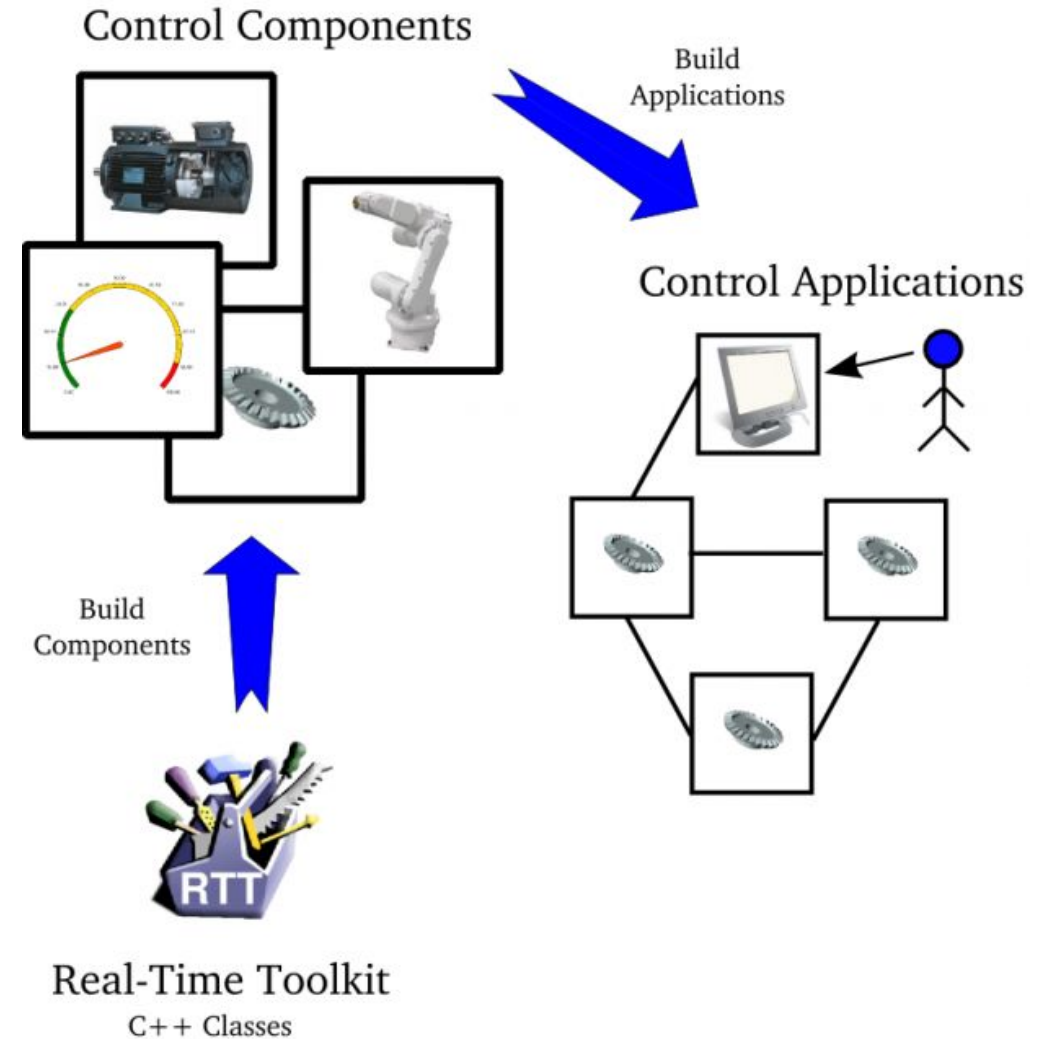 Control Components
Build
Applications
Control Applications
Build
Components
RTT
Real-Time Toolkit
C++ Classes